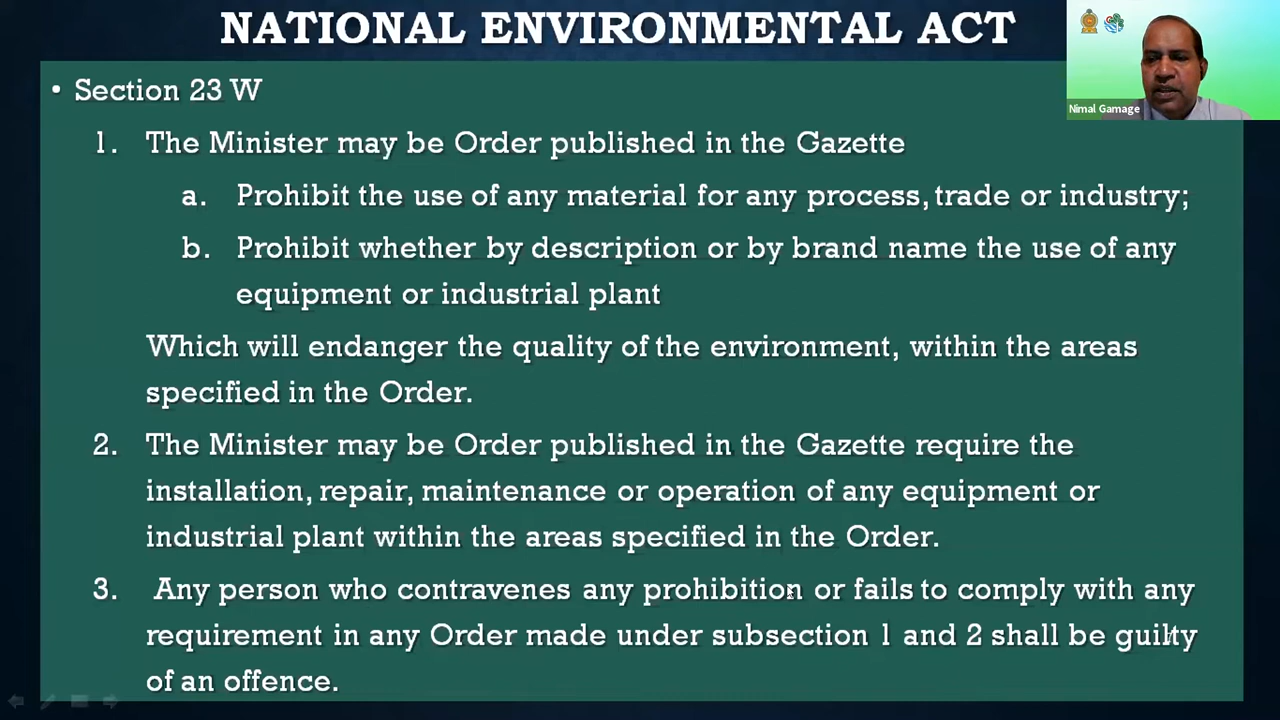 NATIONAL ENVIRONMENTAL ACT
Nimal Gamage
• Section 23 W
1. The Minister may be Order published in the Gazette
a. Prohibit the use of any material for any process, trade or industry;
b. Prohibit whether by description or by brand name the use of any
equipment or industrial plant
Which will endanger the quality of the environment, within the areas
specified in the Order.
2. The Minister may be Order published in the Gazette require the
installation, repair, maintenance or operation of any equipment or
industrial plant within the areas specified in the Order.
3. Any person who contravenes any prohibition or fails to comply with any
requirement in any Order made under subsection 1 and 2 shall be guilty
of an offence.